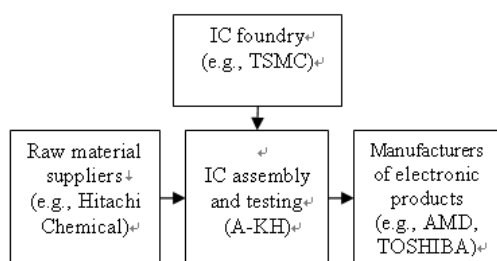 IC foundry
(e.g., TSMC)
Raw material
suppliers
(e.g., Hitachi
Chemical)
IC assembly
and testing
(A-KH)
Manufacturers
of electronic
products
(e.g., AMD,
TOSHIBA)